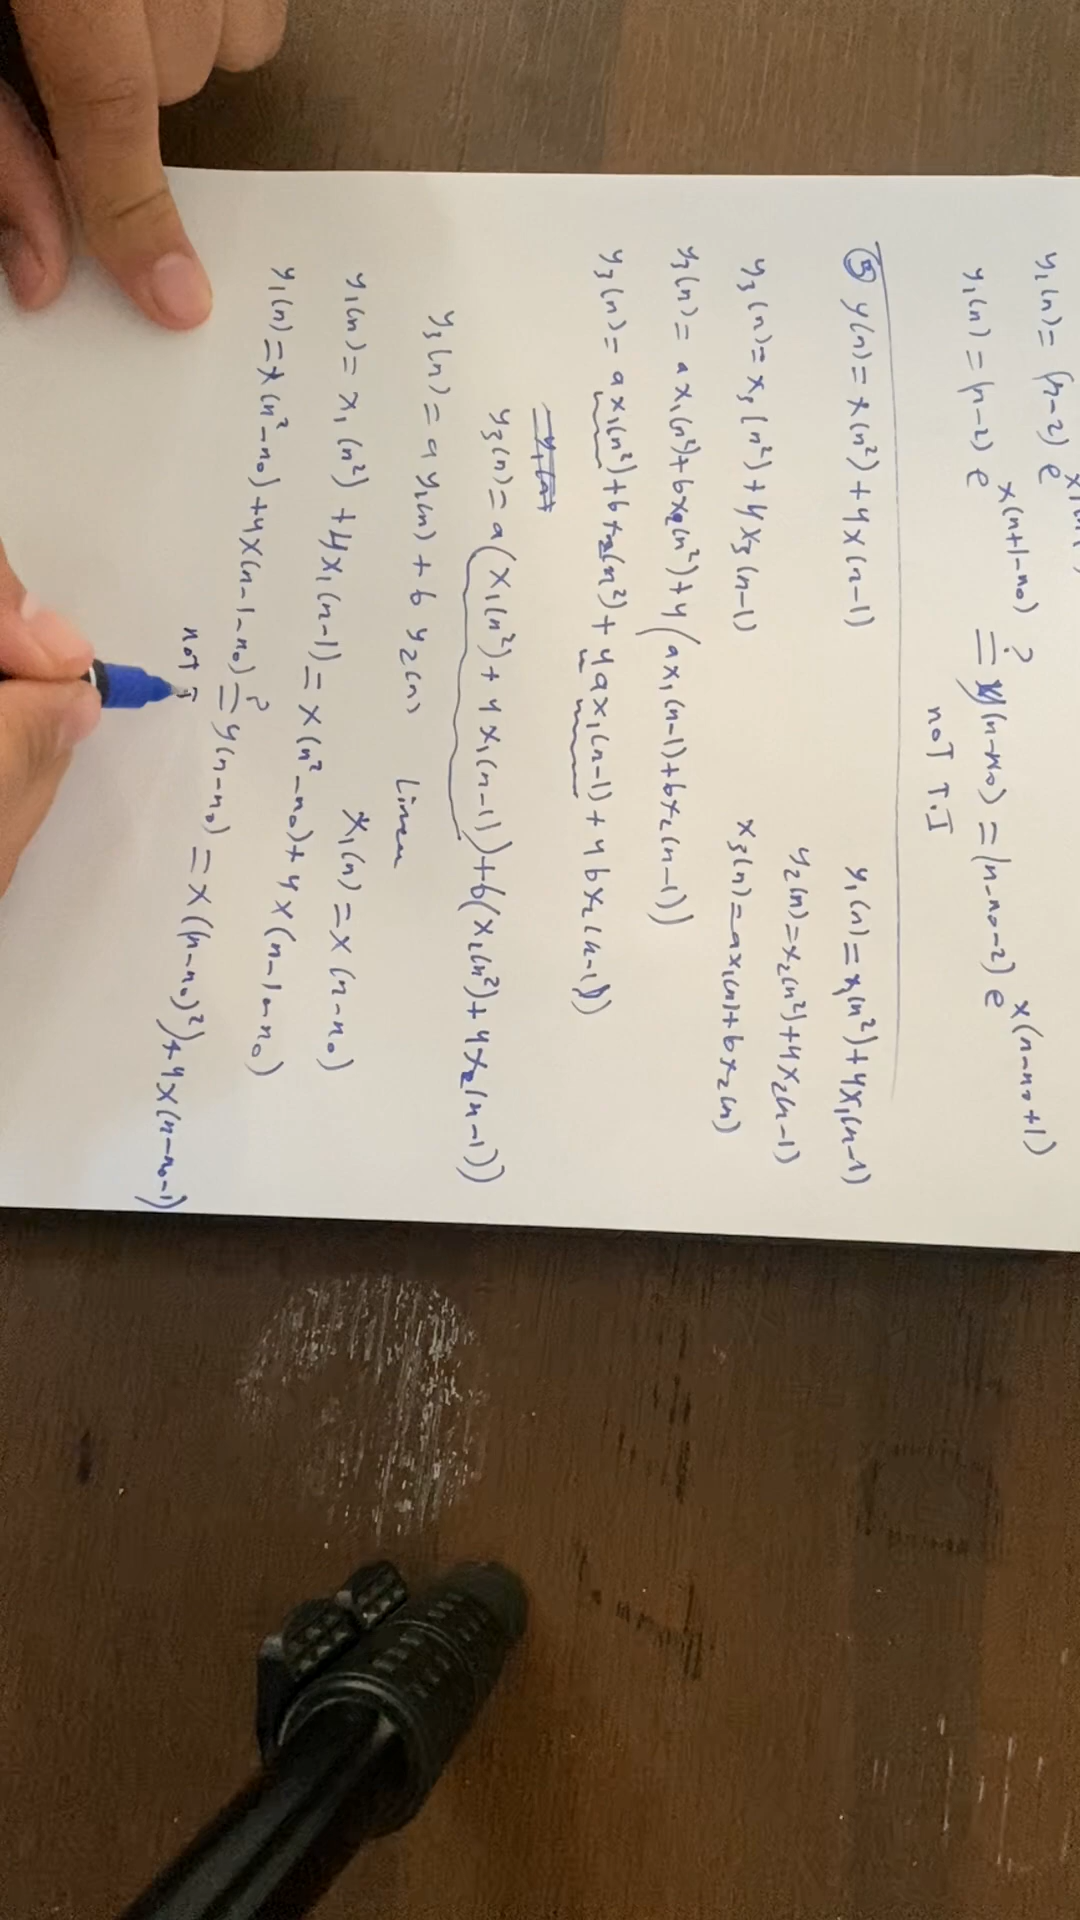 y₁(n) = (n-2) e^x₁(
y₁(n) = (n-2) e^x(n+1-n₀) ?= y(n-n₀) = (n-n₀-2) e^x(n-n₀+1)
not T.I
⑤ y(n) = x(n²) + 4x(n-1)
y₁(n) = x₁(n²) + 4x₁(n-1)
y₂(n) = x₂(n²) + 4x₂(n-1)
y₃(n) = x₃(n²) + 4x₃(n-1)
x₃(n) = ax₁(n) + bx₂(n)
y₃(n) = ax₁(n²) + bx₂(n²) + 4(ax₁(n-1) + bx₂(n-1))
y₃(n) = ax₁(n²) + bx₂(n²) + 4ax₁(n-1) + 4bx₂(n-1))
y₃(n) = a(x₁(n²) + 4x₁(n-1)) + b(x₂(n²) + 4x₂(n-1))
y₃(n) = a y₁(n) + b y₂(n) Linear
x₁(n) = x(n-n₀)
y₁(n) = x₁(n²) + 4x₁(n-1) = x(n²-n₀) + 4x(n-1-n₀)
y₁(n) = x(n²-n₀) + 4x(n-1-n₀) ?= y(n-n₀) = x((n-n₀)²) + 4x(n-n₀-1)
not T